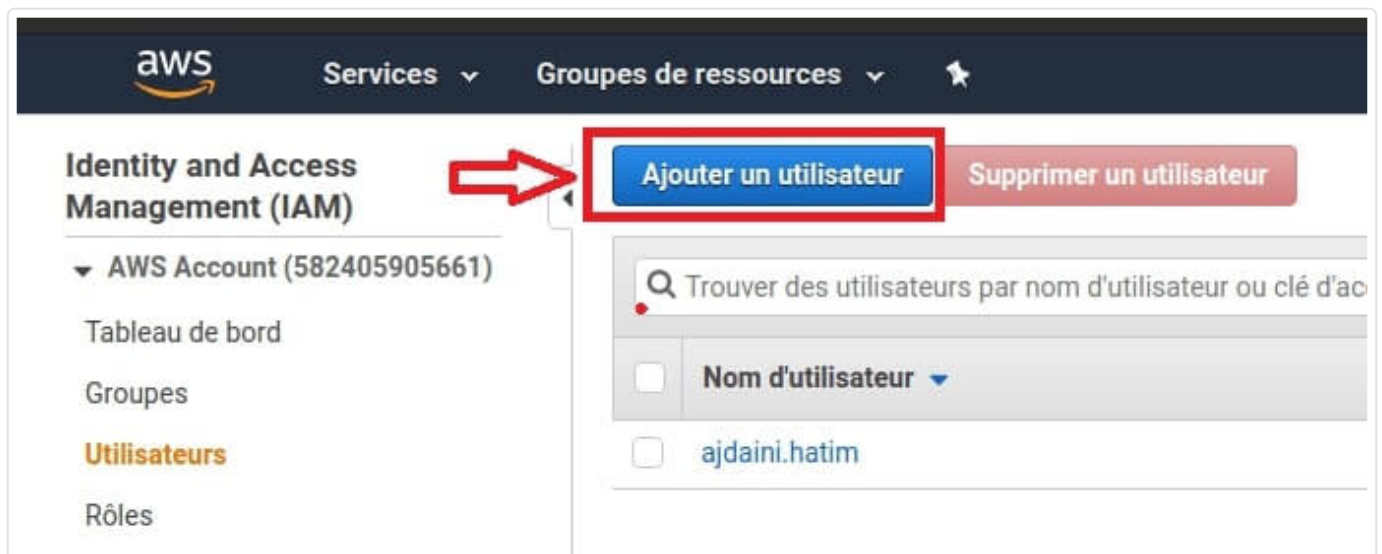 aws
Services
Groupes de ressources
Identity and Access
Management (IAM)
AWS Account (582405905661)
Tableau de bord
Groupes
Utilisateurs
Rôles
Ajouter un utilisateur
Supprimer un utilisateur
Trouver des utilisateurs par nom d'utilisateur ou clé
Nom d'utilisateur
ajdaini.hatim